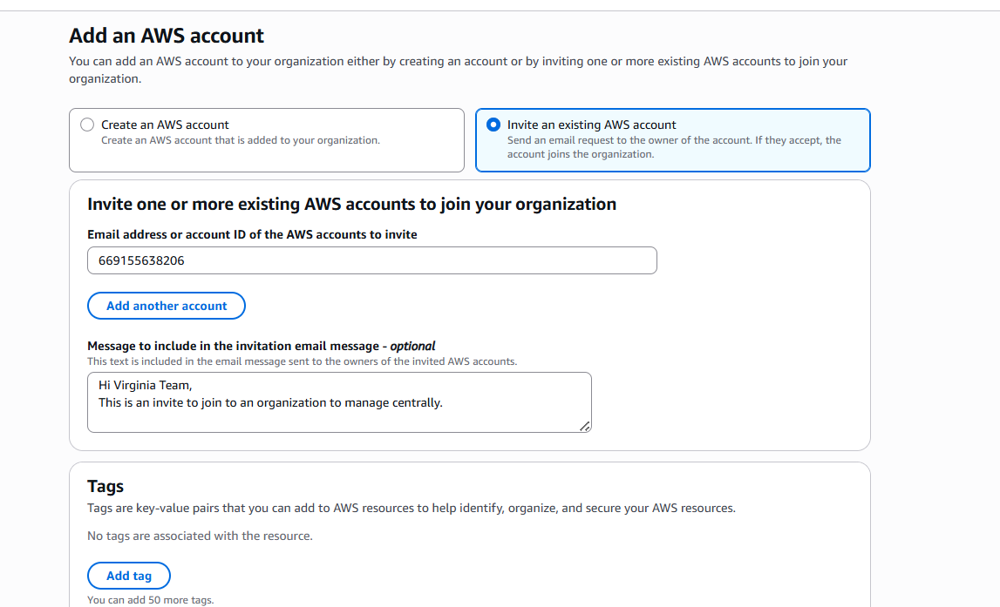 Add an AWS account
You can add an AWS account to your organization either by creating an account or by inviting one or more existing AWS accounts to join your
organization.
Create an AWS account
Create an AWS account that is added to your organization.
Invite an existing AWS account
Send an email request to the owner of the account. If they accept, the
account joins the organization.
Invite one or more existing AWS accounts to join your organization
Email address or account ID of the AWS accounts to invite
669155638206
Add another account
Message to include in the invitation email message - optional
This text is included in the email message sent to the owners of the invited AWS accounts.
Hi Virginia Team,
This is an invite to join to an organization to manage centrally.
Tags
Tags are key-value pairs that you can add to AWS resources to help identify, organize, and secure your AWS resources.
No tags are associated with the resource.
Add tag
You can add 50 more tags.